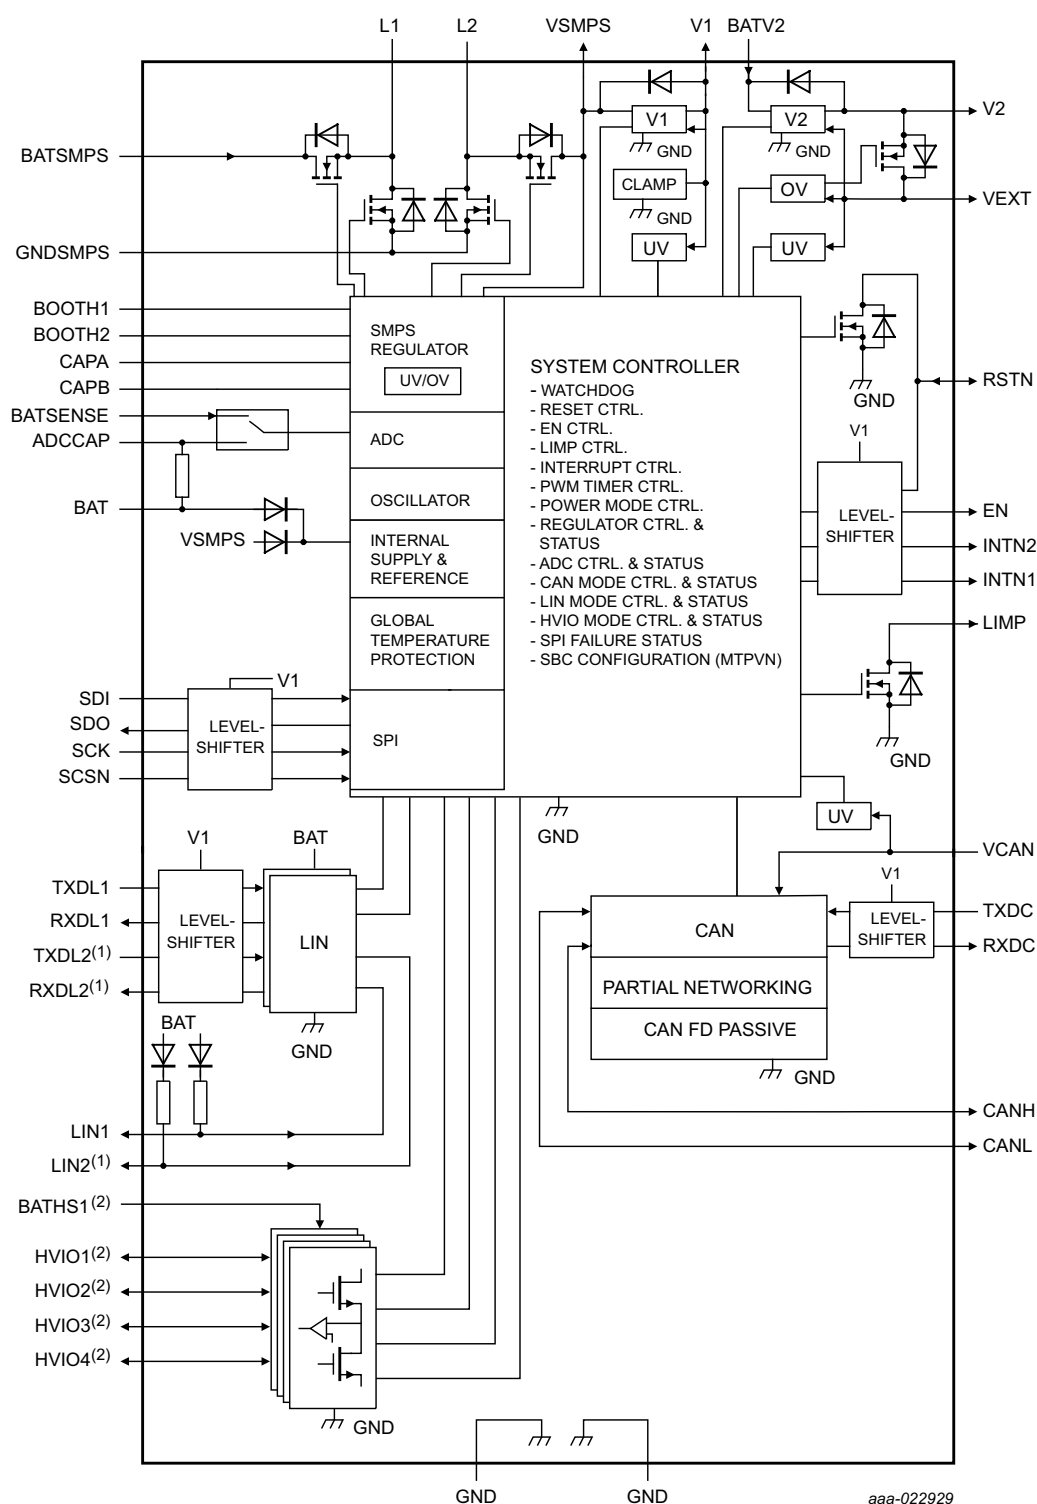 L1
L2
VSMPS
V1
BATV2
V1
GND
V2
GND
V2
BATSMPS
CLAMP
GND
OV
VEXT
GNDSMPS
UV
UV
BOOTH1
BOOTH2
CAPA
CAPB
BATSENSE
ADCCAP
BAT
VSMPS
SMPS
REGULATOR
UV/OV
ADC
OSCILLATOR
INTERNAL
SUPPLY &
REFERENCE
GLOBAL
TEMPERATURE
PROTECTION
SPI
SYSTEM CONTROLLER
- WATCHDOG
- RESET CTRL.
- EN CTRL.
- LIMP CTRL.
- INTERRUPT CTRL.
- PWM TIMER CTRL.
- POWER MODE CTRL.
- REGULATOR CTRL. &
STATUS
- ADC CTRL. & STATUS
- CAN MODE CTRL. & STATUS
- LIN MODE CTRL. & STATUS
- HVIO MODE CTRL. & STATUS
- SPI FAILURE STATUS
- SBC CONFIGURATION (MTPVN)
GND
RSTN
V1
LEVEL-
SHIFTER
EN
INTN2
INTN1
LIMP
GND
SDI
SDO
SCK
SCSN
V1
LEVEL-
SHIFTER
GND
UV
VCAN
V1
BAT
TXDL1
RXDL1
TXDL2(1)
RXDL2(1)
LEVEL-
SHIFTER
LIN
GND
V1
LEVEL-
SHIFTER
TXDC
RXDC
CAN
PARTIAL NETWORKING
CAN FD PASSIVE
GND
BAT
LIN1
LIN2(1)
CANH
CANL
BATHS1(2)
HVIO1(2)
HVIO2(2)
HVIO3(2)
HVIO4(2)
GND
GND
GND
aaa-022929